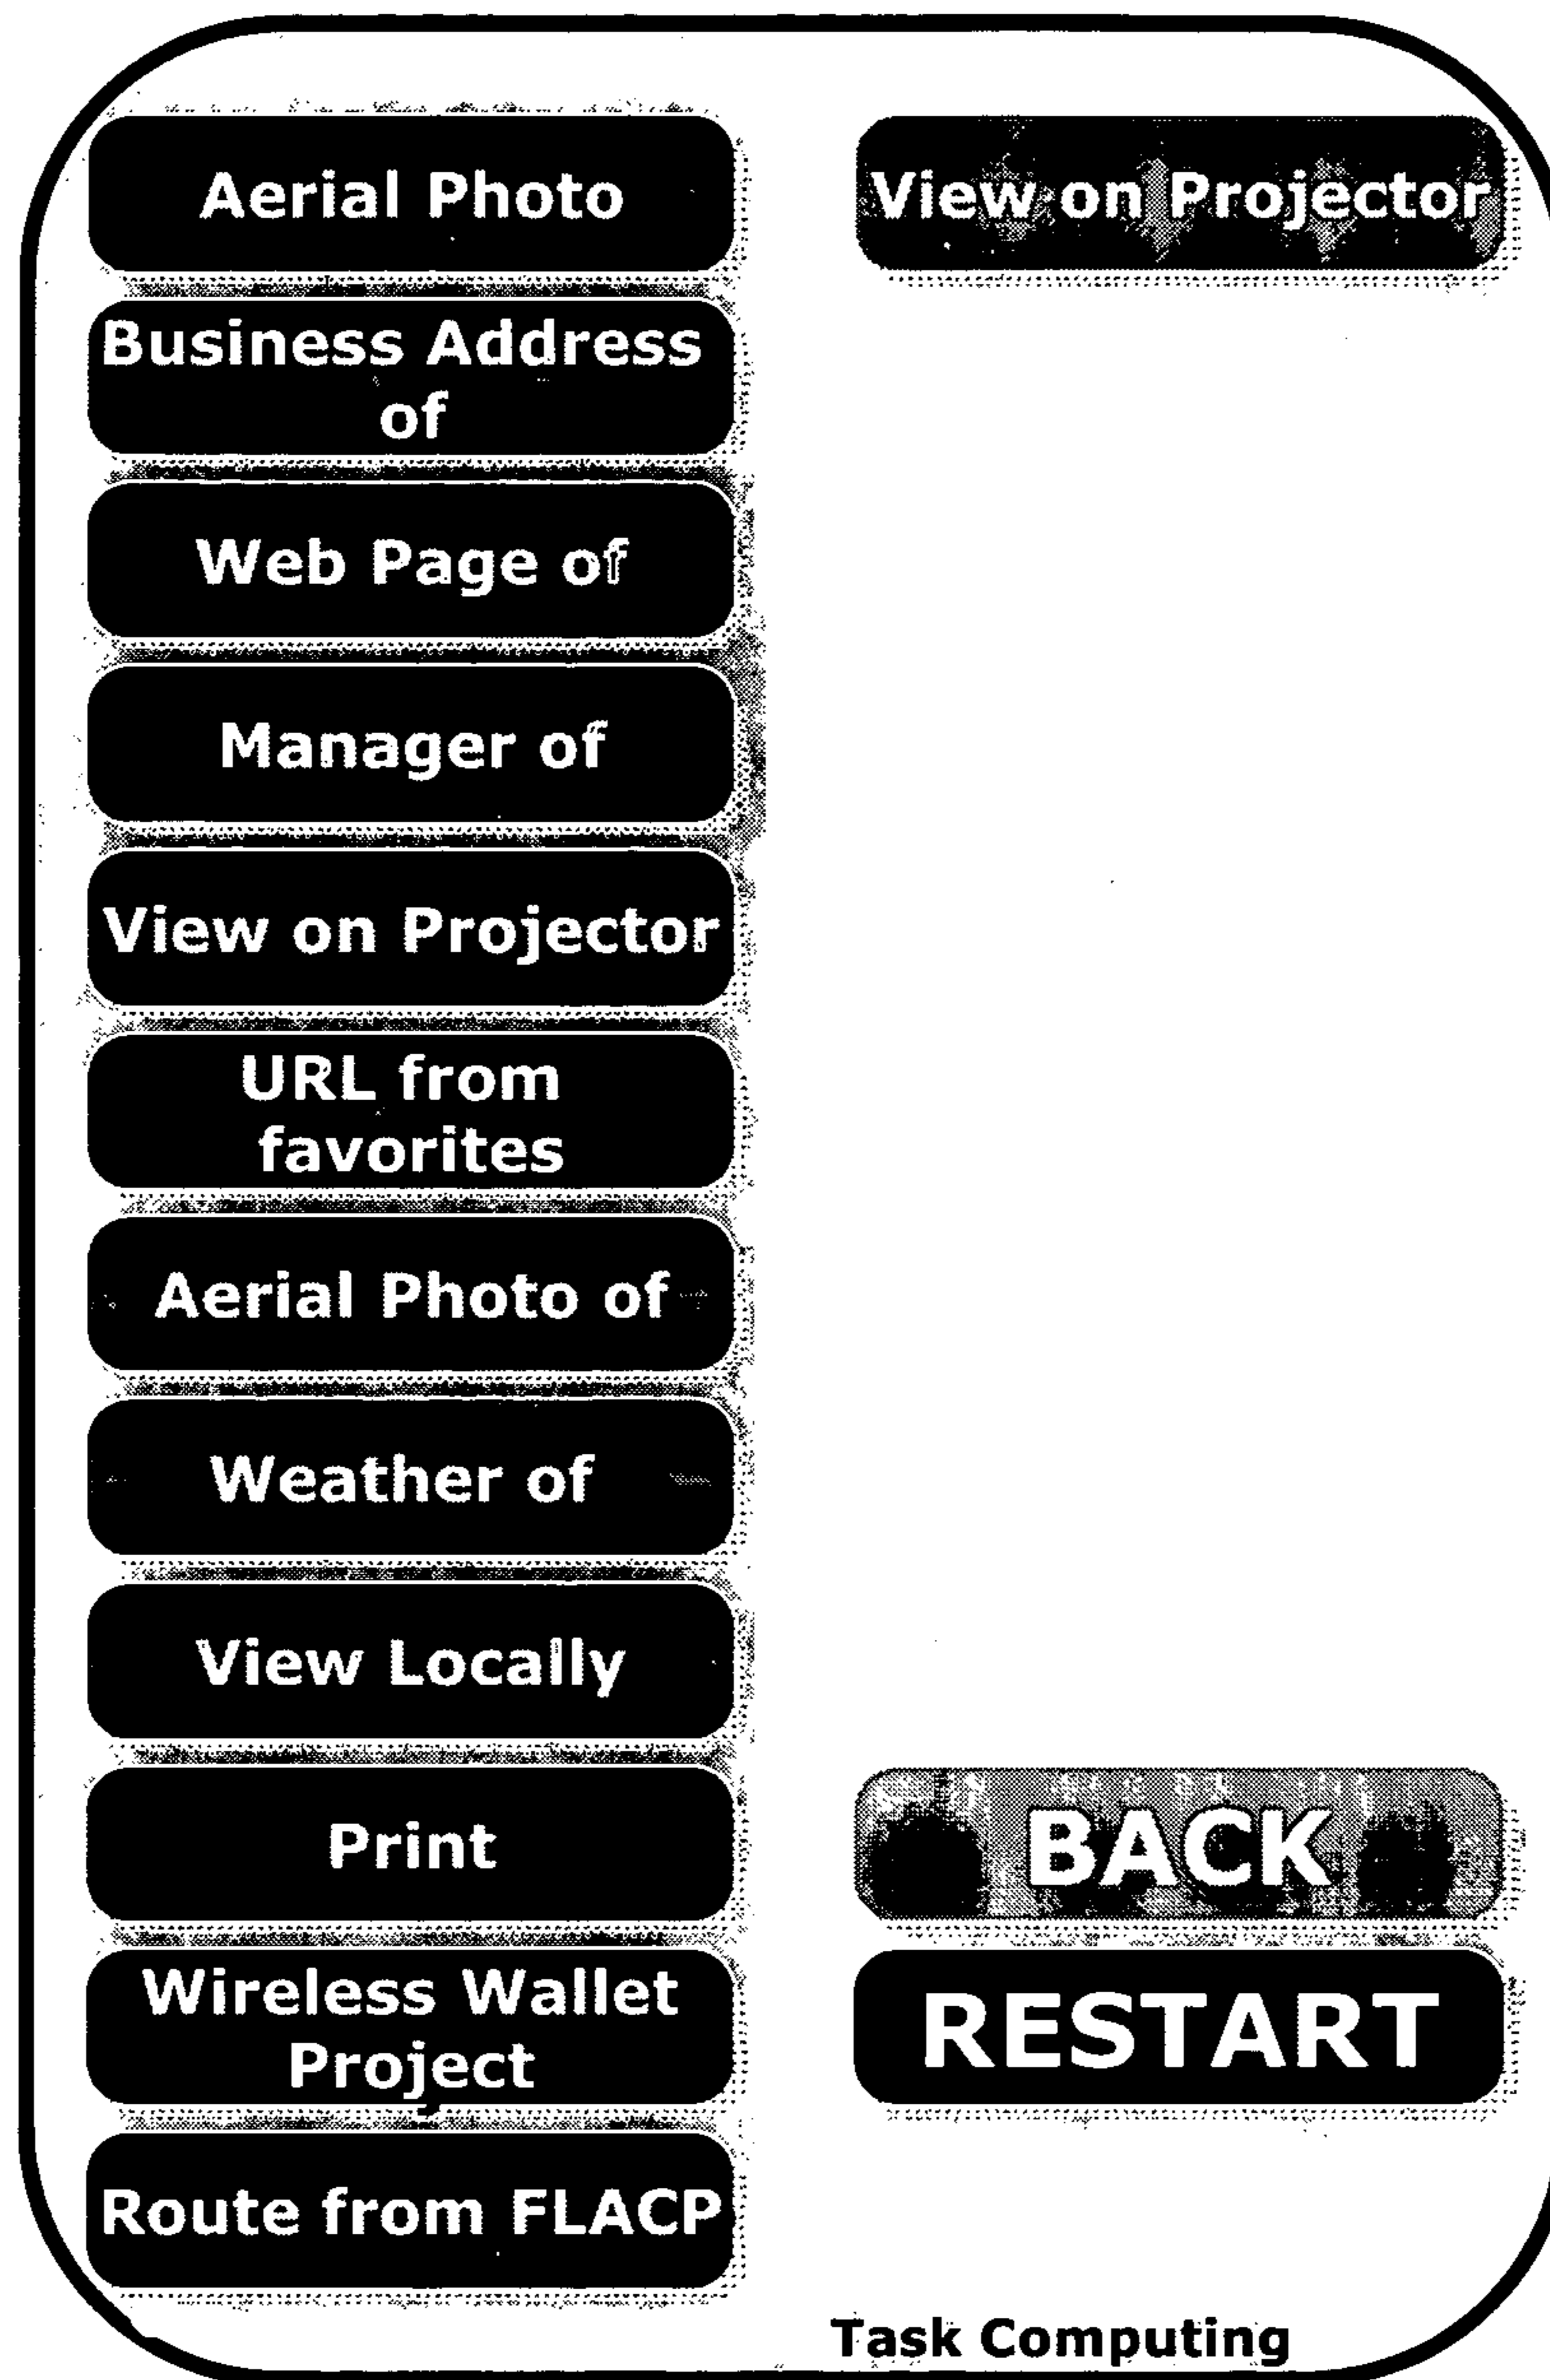 Aerial Photo
Business Address
of
Web Page of
Manager of
View on Projector
URL from
favorites
Aerial Photo of
Weather of
View Locally
Print
Wireless Wallet
Project
Route from FLACP
View on Projector
BACK
RESTART
Task Computing